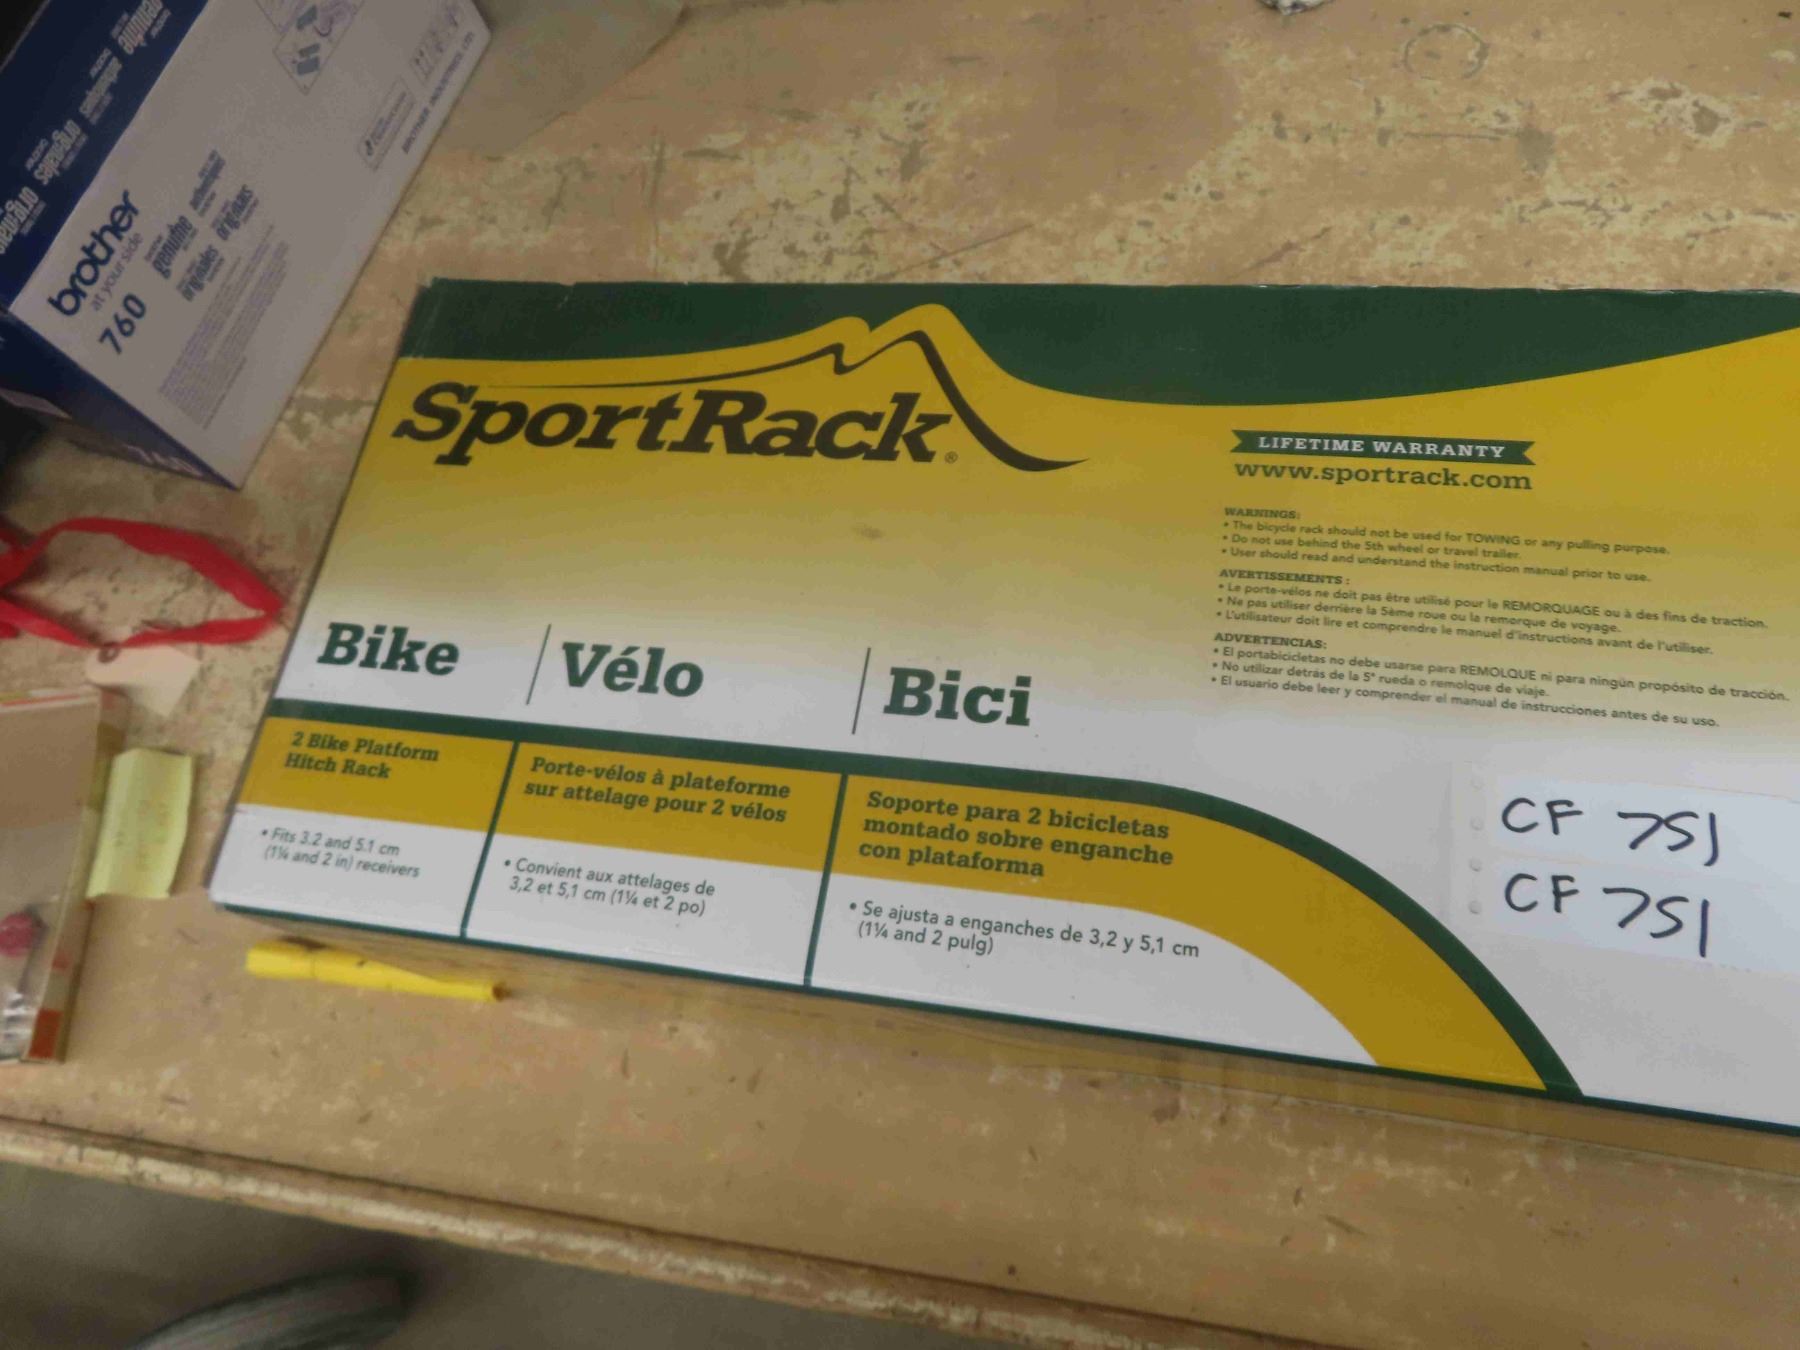 brother
at your side
760
genuine
originales
originais
BROTHER INDUSTRIES, LTD.
SportRack®
LIFETIME WARRANTY
www.sportrack.com
WARNINGS:
• The bicycle rack should not be used for TOWING or any pulling purpose.
• Do not use behind the 5th wheel or travel trailer.
• User should read and understand the instruction manual prior to use.
AVERTISSEMENTS :
• Le porte-vélos ne doit pas être utilisé pour le REMORQUAGE ou à des fins de traction.
• Ne pas utiliser derrière la 5ème roue ou la remorque de voyage.
• L'utilisateur doit lire et comprendre le manuel d'instructions avant de l'utiliser.
ADVERTENCIAS:
• El portabicicletas no debe usarse para REMOLQUE ni para ningún propósito de tracción.
• No utilizar detrás de la 5ª rueda o remolque de viaje.
• El usuario debe leer y comprender el manual de instrucciones antes de su uso.
Bike
Vélo
Bici
2 Bike Platform
Hitch Rack
• Fits 3.2 and 5.1 cm
(1¼ and 2 in) receivers
Porte-vélos à plateforme
sur attelage pour 2 vélos
• Convient aux attelages de
3,2 et 5,1 cm (1¼ et 2 po)
Soporte para 2 bicicletas
montado sobre enganche
con plataforma
• Se ajusta a enganches de 3,2 y 5,1 cm
(1¼ and 2 pulg)
CF 751
CF 751